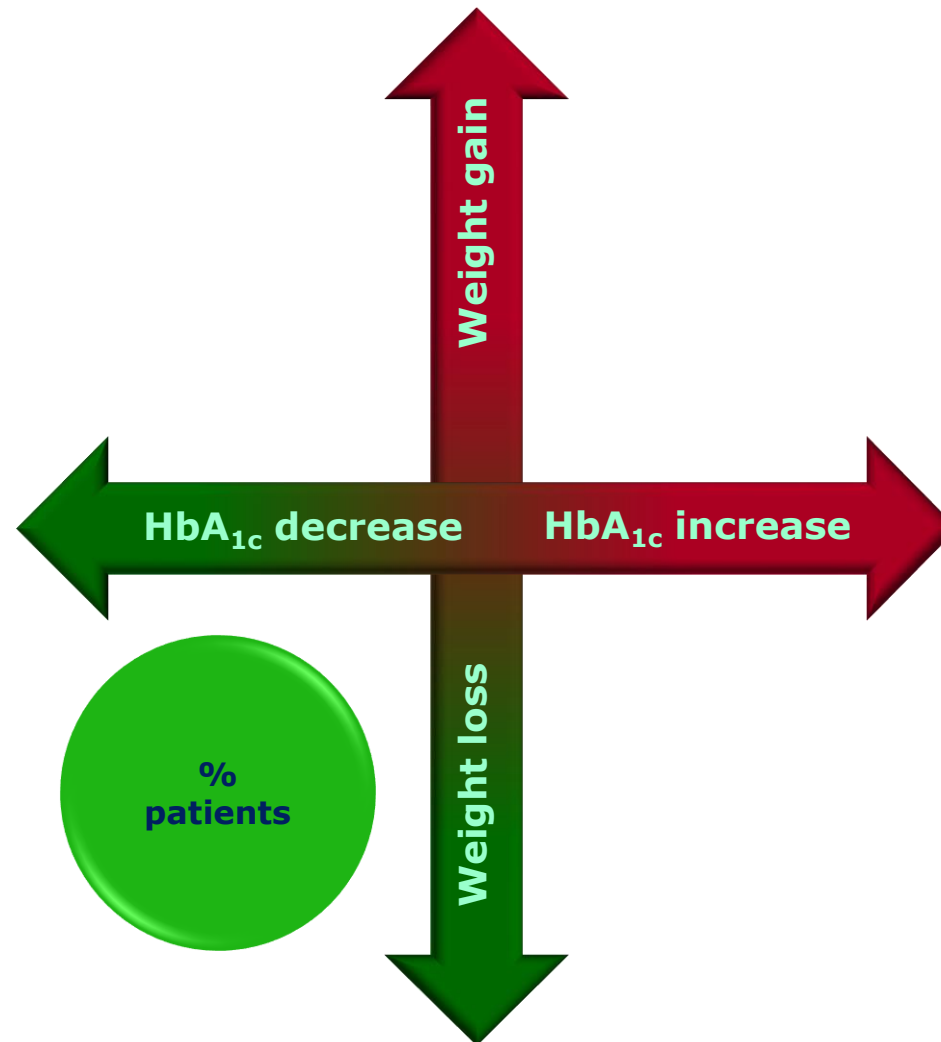 Weight gain
HbA1c decrease
HbA1c increase
Weight loss
%
patients